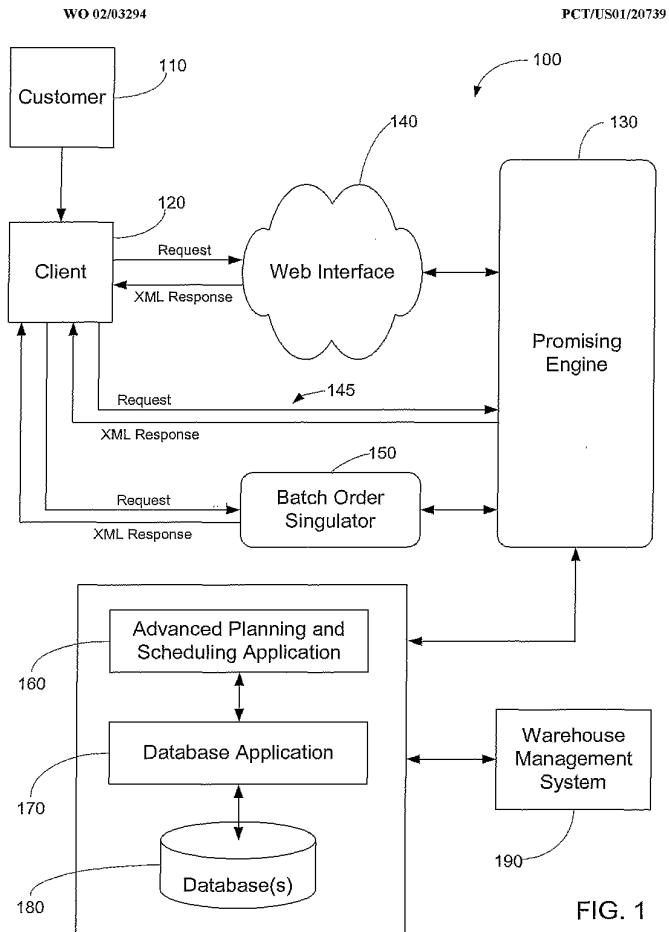 WO 02/03294
PCT/US01/20739
110
100
Customer
140
130
120
Request
Client
Web Interface
XML Response
Promising
Engine
145
Request
XML Response
150
Batch Order
Singulator
Request
XML Response
Advanced Planning and
Scheduling Application
160
Warehouse
Management
System
Database Application
170
190
Database(s)
180
FIG. 1